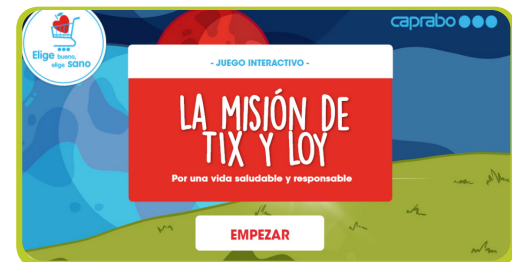 caprabo
Elige bueno,
elige sano
- JUEGO INTERACTIVO -
LA MISIÓN DE
TIX Y LOY
Por una vida saludable y responsable
EMPEZAR